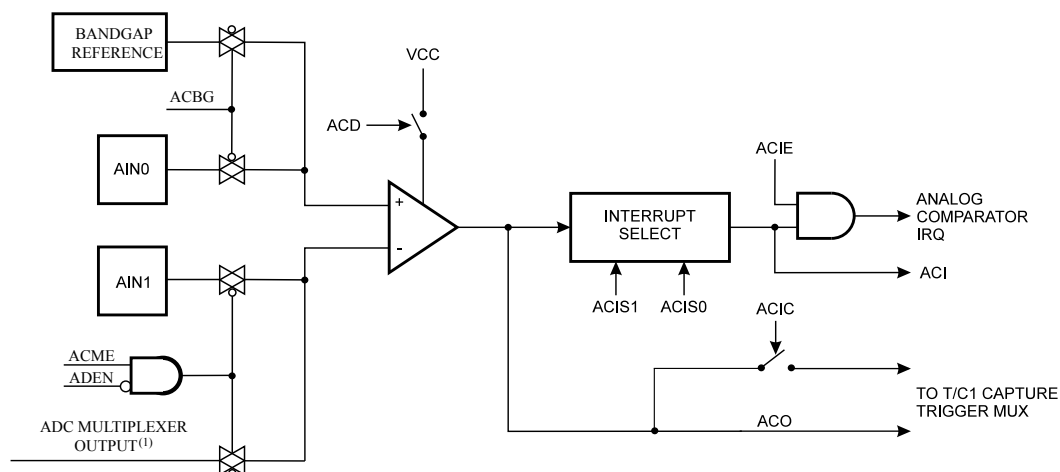 BANDGAP
REFERENCE
VCC
ACBG
ACD
AIN0
ACIE
+
INTERRUPT
SELECT
ANALOG
COMPARATOR
IRQ
-
AIN1
ACI
ACIS1
ACIS0
ACIC
ACME
ADEN
TO T/C1 CAPTURE
TRIGGER MUX
ADC MULTIPLEXER
OUTPUT(1)
ACO